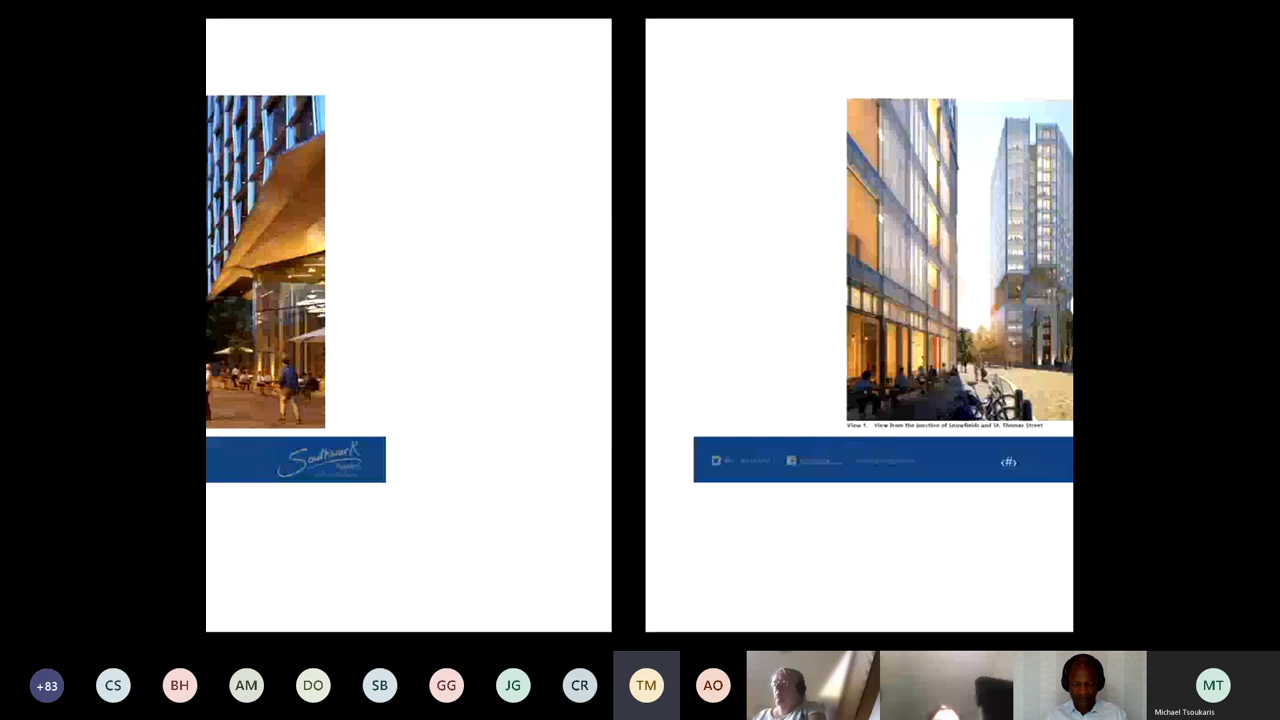 View 1. View from the junction of Snowfields and St. Thomas Street
Southwark
‹#›
+83
CS
BH
AM
DO
SB
GG
JG
CR
TM
AO
MT
Michael Tsoukaris